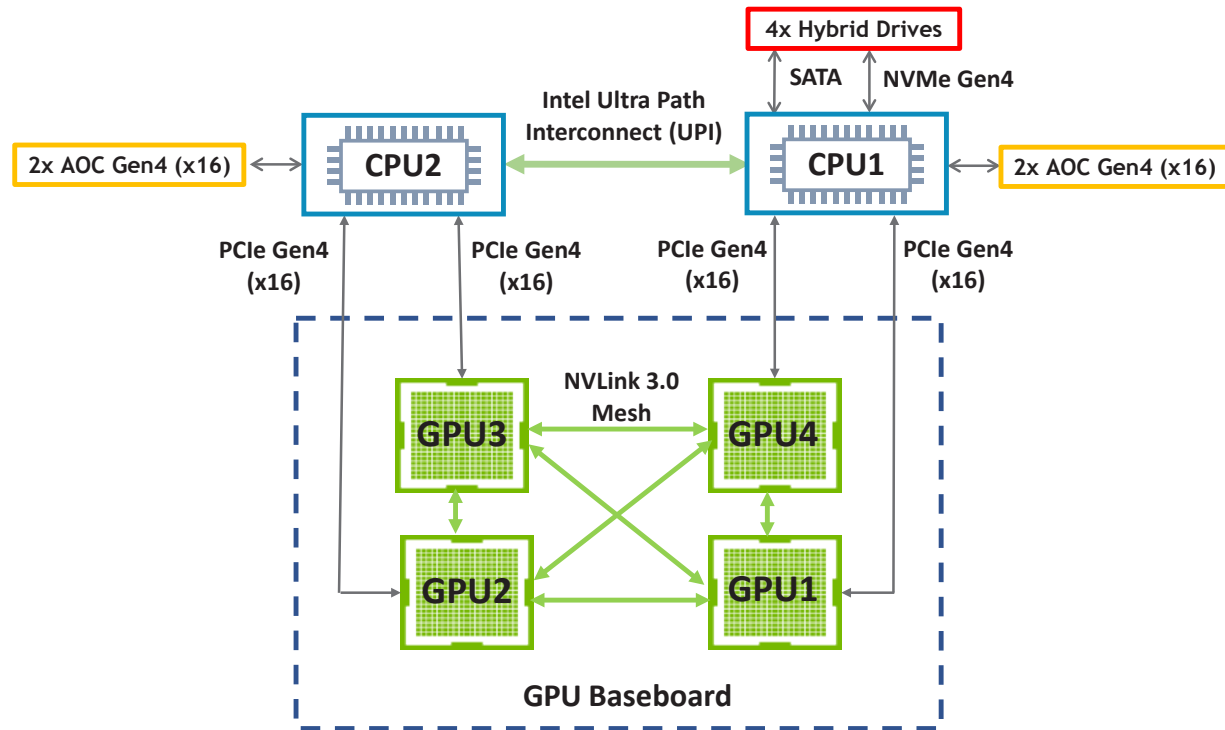 4x Hybrid Drives
SATA
NVMe Gen4
Intel Ultra Path
Interconnect (UPI)
2x AOC Gen4 (x16)
CPU2
CPU1
2x AOC Gen4 (x16)
PCIe Gen4
(x16)
PCIe Gen4
(x16)
PCIe Gen4
(x16)
PCIe Gen4
(x16)
NVLink 3.0
Mesh
GPU3
GPU4
GPU2
GPU1
GPU Baseboard